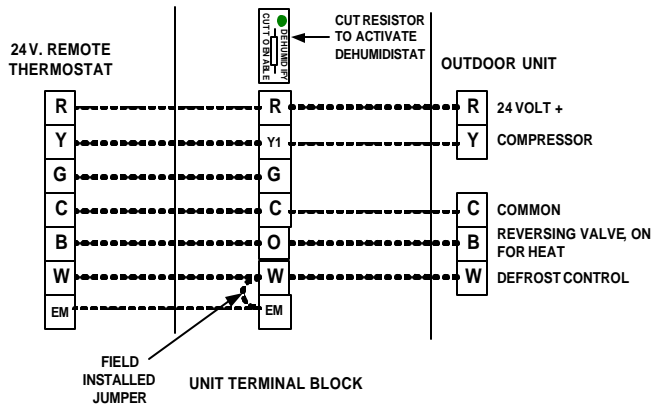 CUT TO ENABLE
DEHUMIDIFY
CUT RESISTOR
TO ACTIVATE
DEHUMIDISTAT
24 V. REMOTE
THERMOSTAT
OUTDOOR UNIT
R R R 24 VOLT +
Y Y1 Y COMPRESSOR
G G
C C C COMMON
B O B REVERSING VALVE, ON
FOR HEAT
W W W DEFROST CONTROL
EM EM
FIELD
INSTALLED
JUMPER
UNIT TERMINAL BLOCK